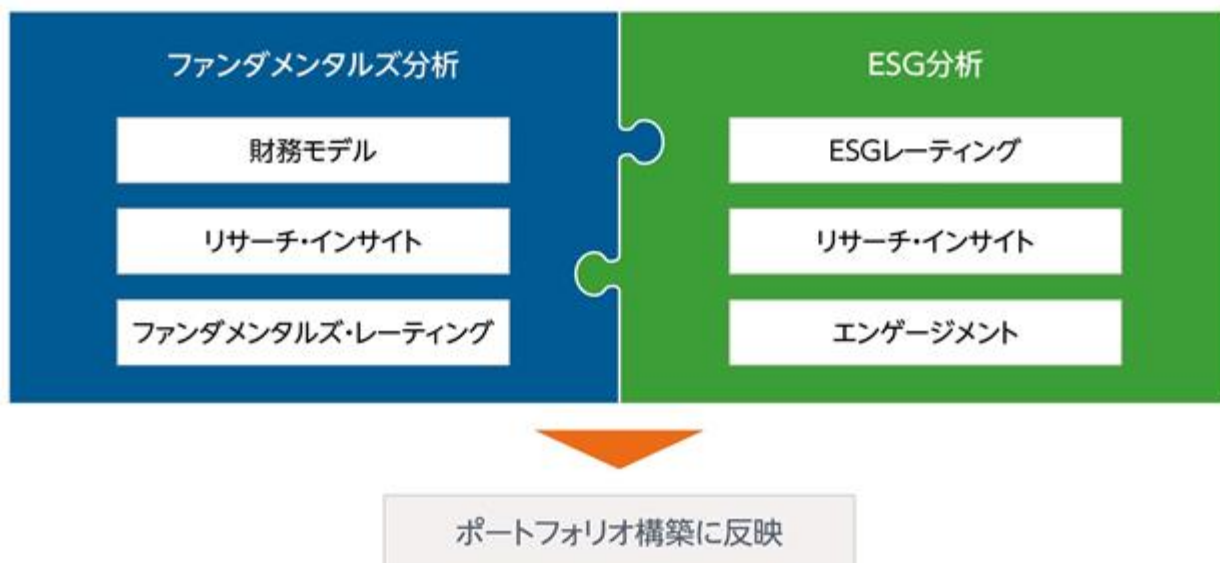 ファンダメンタルズ分析
財務モデル
リサーチ・インサイト
ファンダメンタルズ・レーティング
ESG分析
ESGレーティング
リサーチ・インサイト
エンゲージメント
ポートフォリオ構築に反映